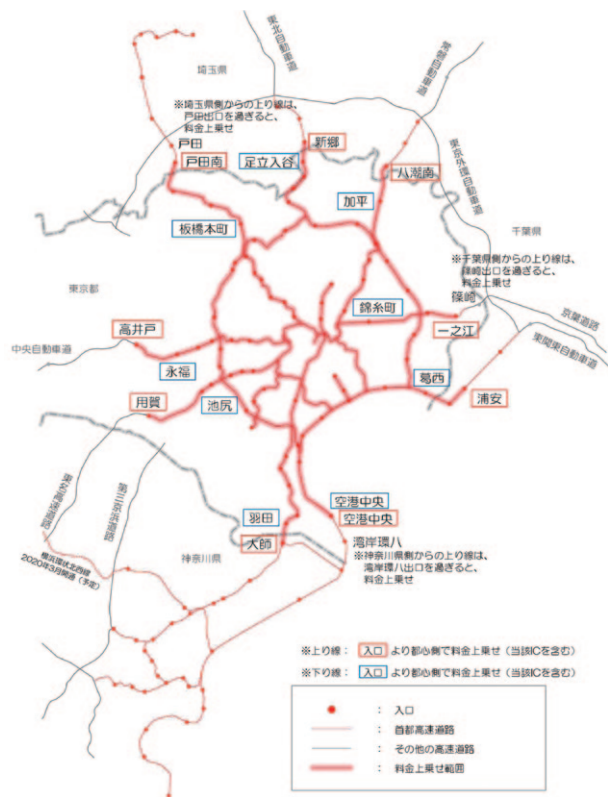 東北自動車道
常磐自動車道
埼玉県
※埼玉県側からの上り線は、
戸田出口を過ぎると、
料金上乗せ
戸田
戸田南
足立入谷
新郷
八潮南
加平
東京外環自動車道
千葉県
板橋本町
※千葉県側からの上り線は、
篠崎出口を過ぎると、
料金上乗せ
篠崎
東京都
錦糸町
一之江
京葉道路
東関東自動車道
高井戸
中央自動車道
永福
葛西
浦安
用賀
池尻
東名高速道路
第三京浜道路
空港中央
空港中央
羽田
大師
湾岸環八
※神奈川県側からの上り線は、
湾岸環八出口を過ぎると、
料金上乗せ
神奈川県
横浜環状北西線
2020年3月開通(予定)
※上り線: 入口 より都心側で料金上乗せ(当該ICを含む)
※下り線: 入口 より都心側で料金上乗せ(当該ICを含む)
: 入口
: 首都高速道路
: その他の高速道路
: 料金上乗せ範囲